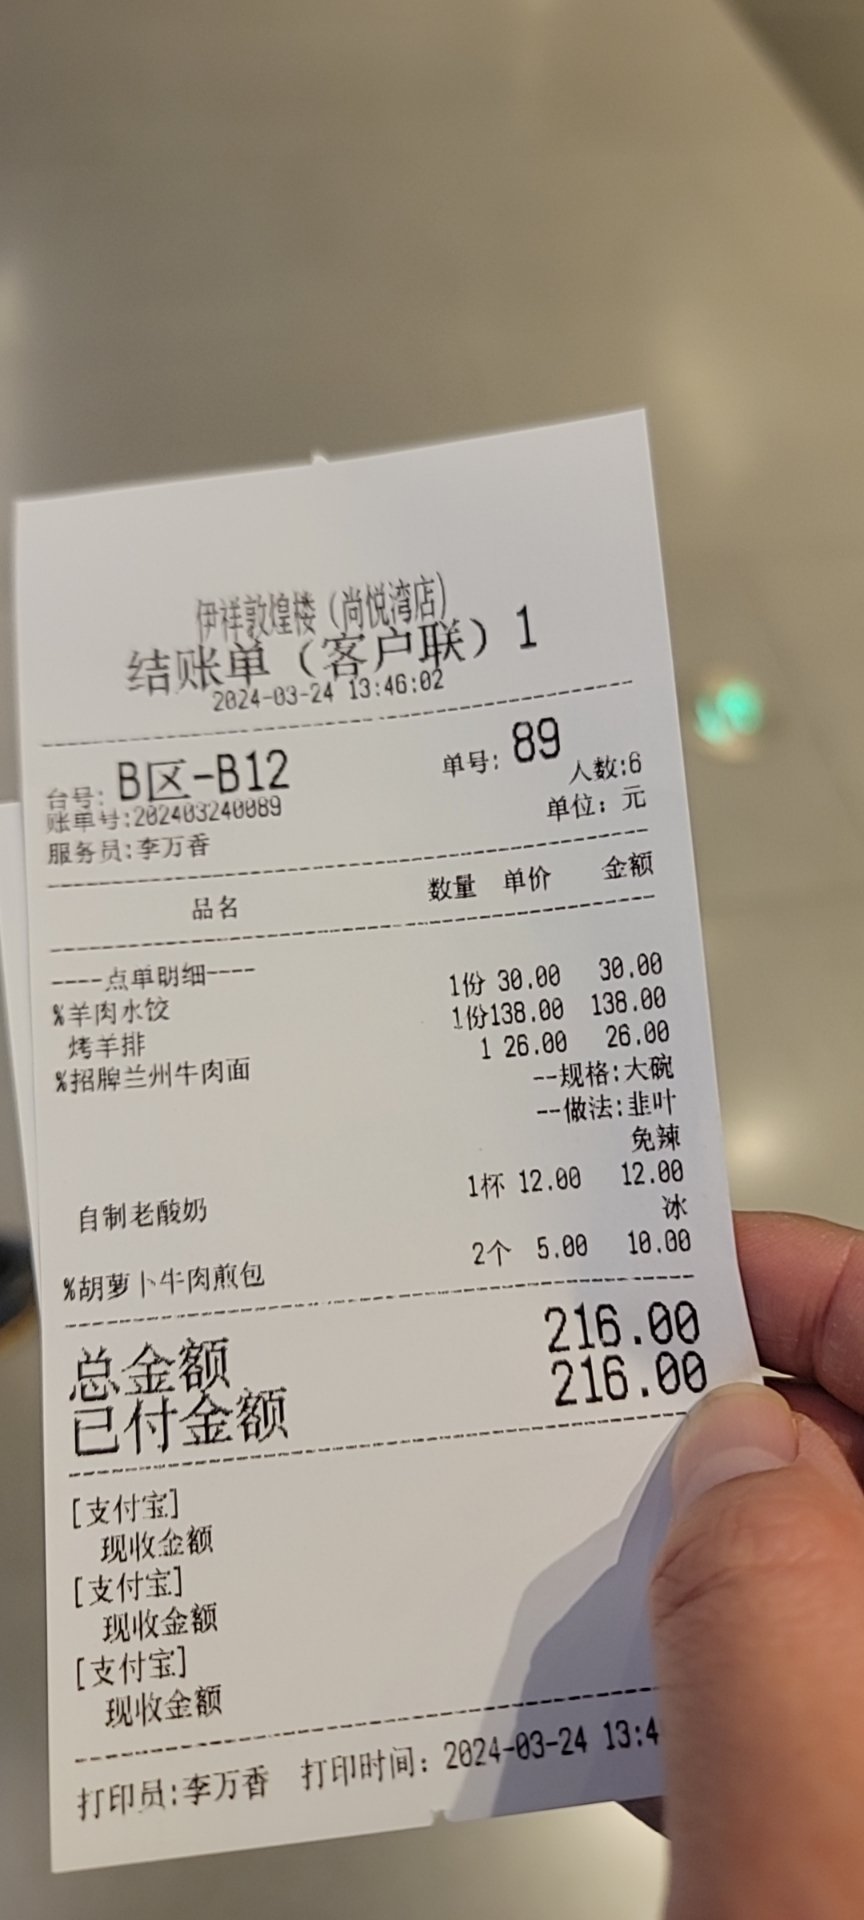 伊祥敦煌楼（尚悦湾店）
结账单（客户联）1
2024-03-24 13:46:02
台号: B区-B12 单号: 89
账单号:202403240089 人数:6
服务员:李万香 单位: 元
品名 数量 单价 金额
----点单明细----
%羊肉水饺 1份 30.00 30.00
烤羊排 1份138.00 138.00
%招牌兰州牛肉面 1 26.00 26.00
--规格:大碗
--做法:韭叶
免辣
自制老酸奶 1杯 12.00 12.00
冰
%胡萝卜牛肉煎包 2个 5.00 10.00
总金额 216.00
已付金额 216.00
[支付宝]
现收金额
[支付宝]
现收金额
[支付宝]
现收金额
打印员:李万香 打印时间: 2024-03-24 13:4